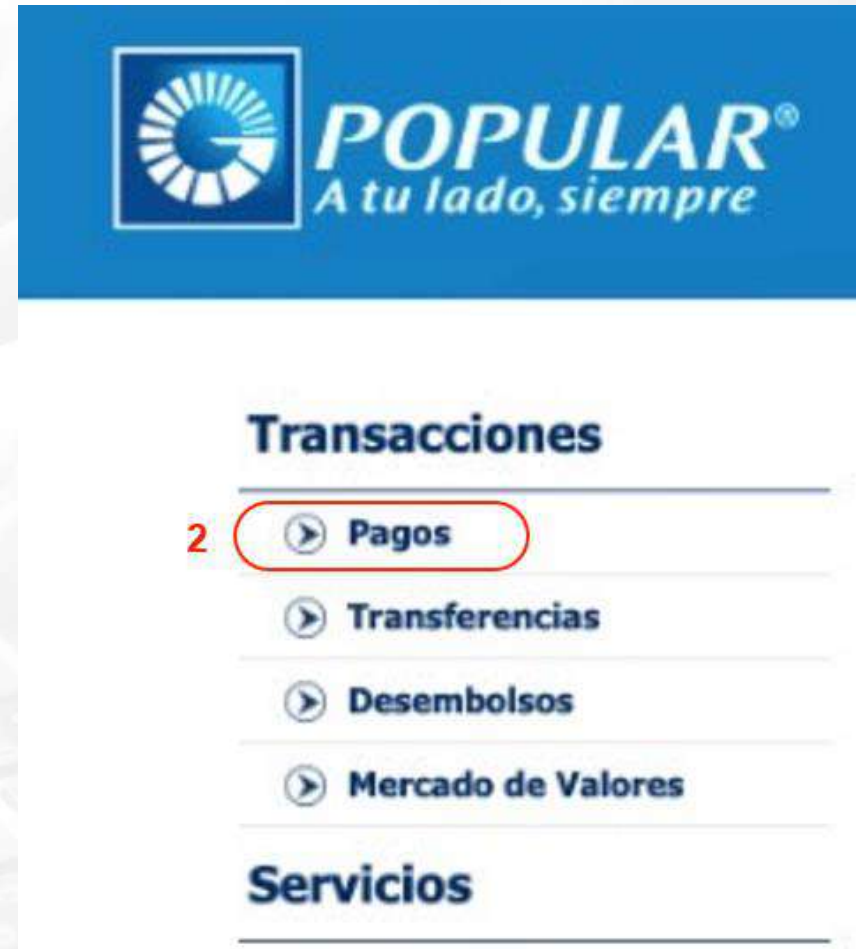 POPULAR®
A tu lado, siempre
Transacciones
2 Pagos
Transferencias
Desembolsos
Mercado de Valores
Servicios